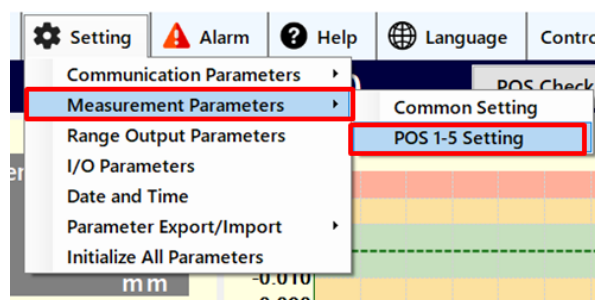 Setting Alarm Help Language
Communication Parameters
POS Check
Measurement Parameters
Common Setting
Range Output Parameters
POS 1-5 Setting
I/O Parameters
Date and Time
Parameter Export/Import
Initialize All Parameters
mm
-0.010